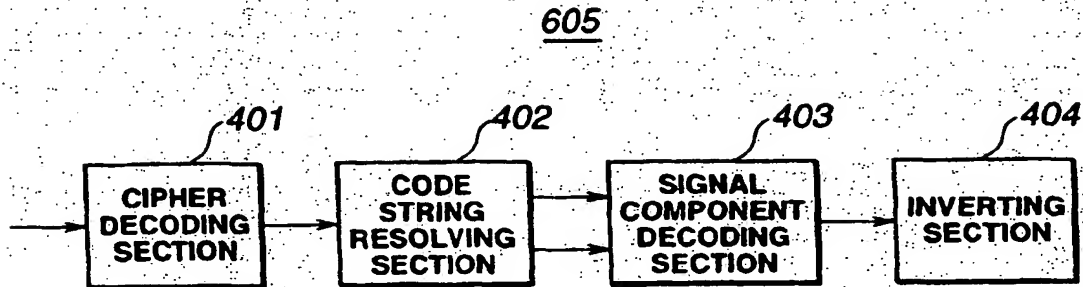 605
401
402
403
404
CIPHER
DECODING
SECTION
CODE
STRING
RESOLVING
SECTION
SIGNAL
COMPONENT
DECODING
SECTION
INVERTING
SECTION